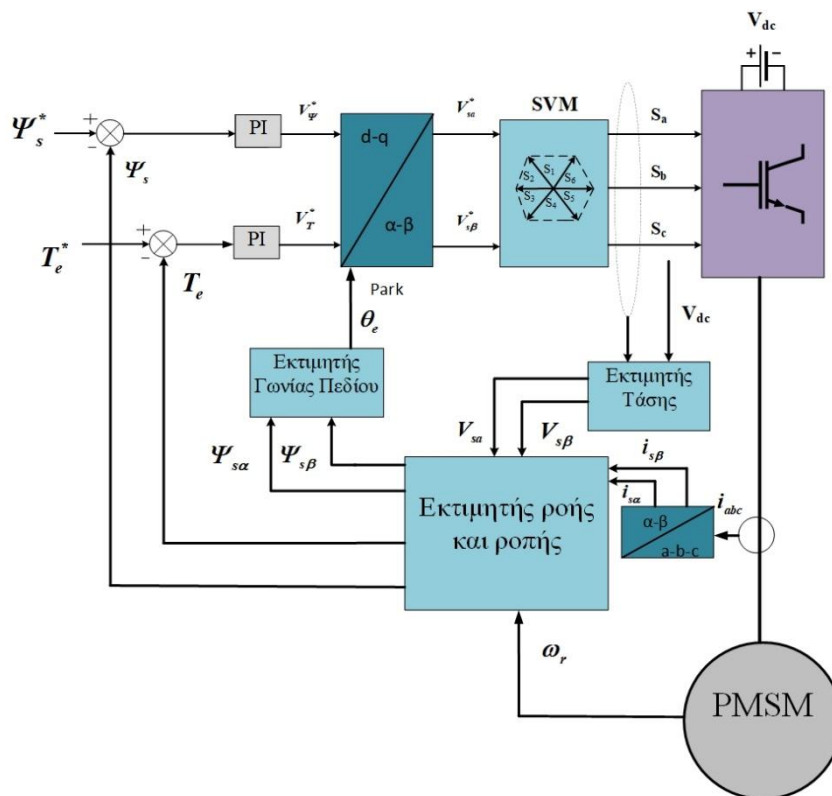 V_dc
+ −
Ψ_s^*
+
−
PI
V_Ψ^*
d-q
α-β
V_sa^*
SVM
S_a
Ψ_s
S_2 S_1 S_6
S_3 S_4 S_5
S_b
T_e^*
+
−
PI
V_T^*
V_sβ^*
S_c
T_e
Park
θ_e
V_dc
Εκτιμητής
Γωνίας Πεδίου
Εκτιμητής
Τάσης
Ψ_sα Ψ_sβ
V_sa V_sβ
i_sβ
i_sα
i_abc
Εκτιμητής ροής
και ροπής
α-β
a-b-c
ω_r
PMSM